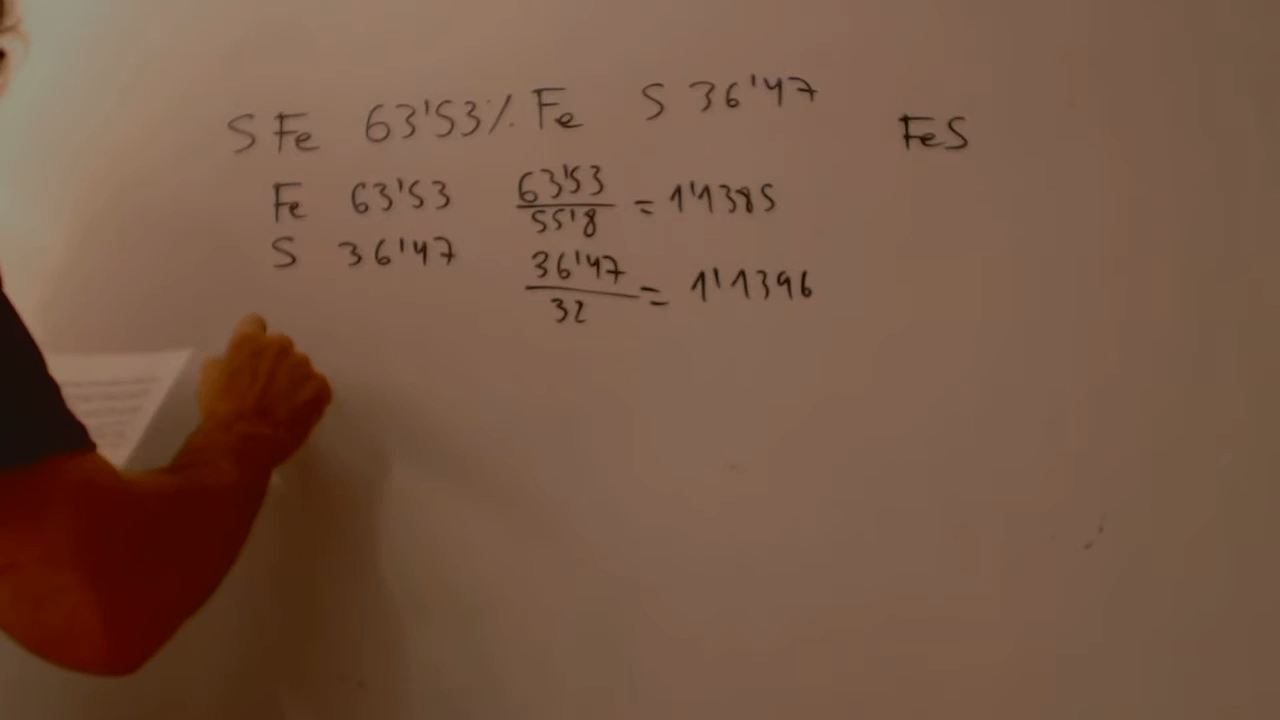 S Fe 63'53% Fe S 36'47
FeS
Fe 63'53 63'53/55'8 = 1'1385
S 36'47 36'47/32 = 1'1396